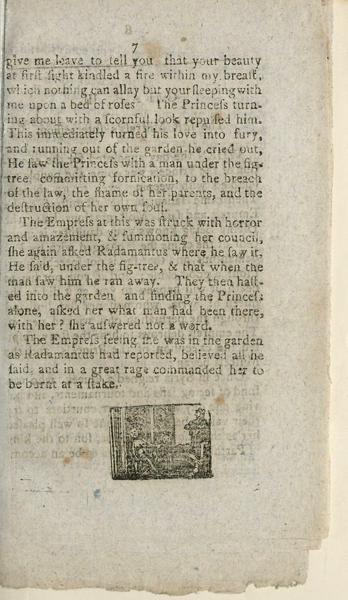 7
give me leave to tell you that your beauty
at firſt ſight kindled a fire within my breaſt,
which nothing can allay but your ſleeping with
me upon a bed of roſes The Princeſs turn-
ing about with a ſcornful look repulſed him.
This immediately turned his love into fury,
and running out of the garden he cried out,
He ſaw the Princeſs with a man under the fig-
tree, committing fornication, to the breach
of the law, the ſhame of her parents, and the
deſtruction of her own ſoul.
The Empreſs at this was ſtruck with horror
and amazement, & ſummoning her council,
ſhe again aſked Radamantus where he ſaw it.
He ſaid, under the fig-tree, & that when the
man ſaw him he ran away. They then haſt-
ed into the garden and finding the Princeſs
alone, aſked her what man had been there,
with her? ſhe anſwered not a word.
The Empreſs ſeeing ſhe was in the garden
as Radamantus had reported, believed all he
ſaid, and in a great rage commanded her to
be burnt at a ſtake.